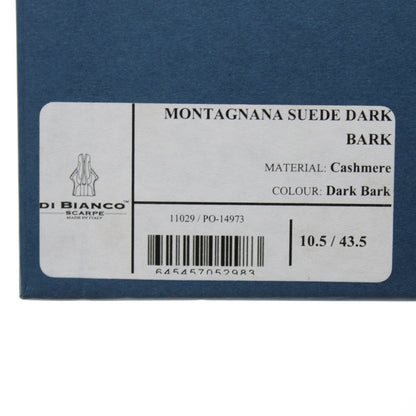 MONTAGNANA SUEDE DARK
BARK
MATERIAL: Cashmere
COLOUR: Dark Bark
DI BIANCO™
SCARPE
MADE IN ITALY
11029 / PO-14973
10.5 / 43.5
645457052983